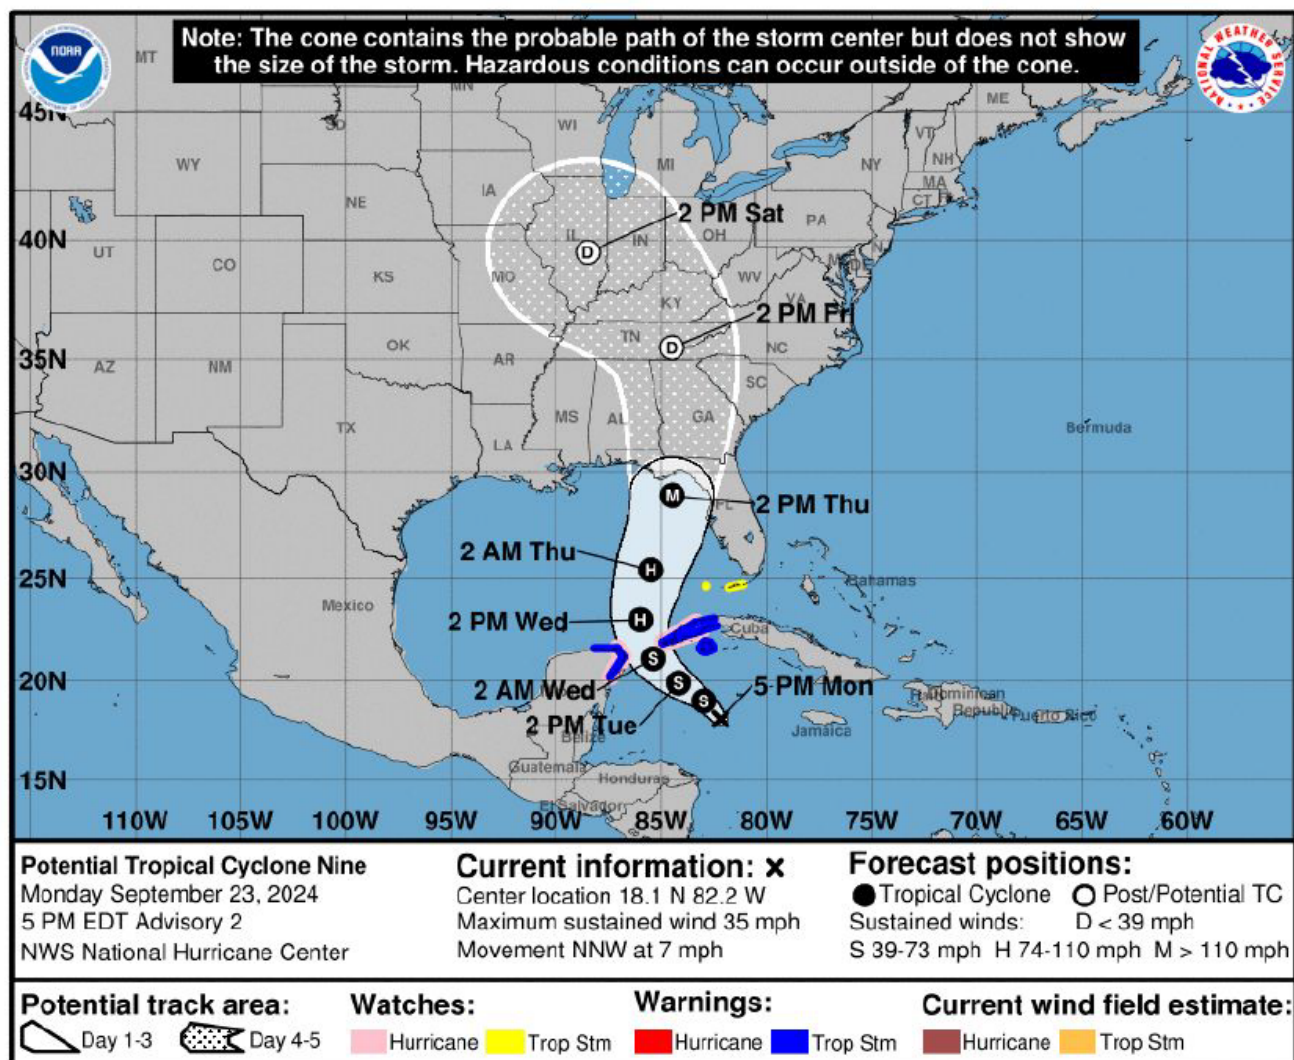 Note: The cone contains the probable path of the storm center but does not show
the size of the storm. Hazardous conditions can occur outside of the cone.
NOAA
NATIONAL WEATHER SERVICE
MT
MN
ME
45N
SD
WI
VT
WY
MI
NY
NH
IA
MA
NE
CT
2 PM Sat
PA
IL
IN
OH
40N
UT
CO
KS
MO
WV
KY
VA
2 PM Fri
TN
NC
OK
35N
AR
AZ
NM
SC
MS
AL
GA
TX
LA
Bermuda
30N
FL
2 PM Thu
2 AM Thu
25N
Bahamas
Mexico
2 PM Wed
Cuba
20N
2 AM Wed
5 PM Mon
Dominican
Republic
Puerto Rico
2 PM Tue
Jamaica
Belize
Guatemala
Honduras
15N
El Salvador
110W 105W 100W 95W 90W 85W 80W 75W 70W 65W 60W
D
D
M
H
H
S
S
S
Potential Tropical Cyclone Nine
Monday September 23, 2024
5 PM EDT Advisory 2
NWS National Hurricane Center
Current information: x
Center location 18.1 N 82.2 W
Maximum sustained wind 35 mph
Movement NNW at 7 mph
Forecast positions:
Tropical Cyclone Post/Potential TC
Sustained winds: D < 39 mph
S 39-73 mph H 74-110 mph M > 110 mph
Potential track area:
Day 1-3 Day 4-5
Watches:
Hurricane Trop Stm
Warnings:
Hurricane Trop Stm
Current wind field estimate:
Hurricane Trop Stm